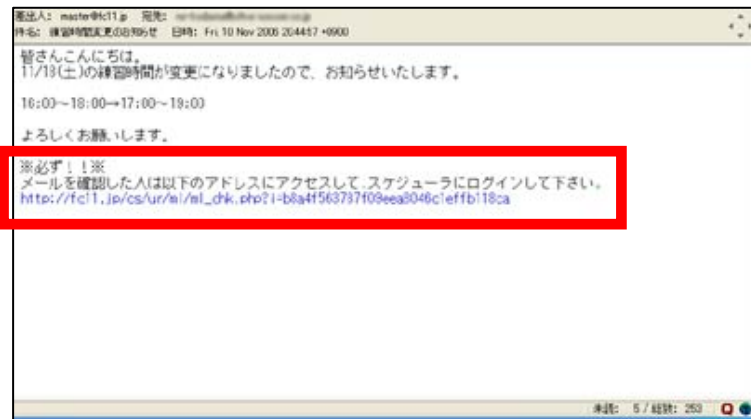 差出人: master@fc11.jp 宛先:
件名: 練習時間変更のお知らせ 日時: Fri, 10 Nov 2006 20:44:57 +0900
皆さんこんにちは。
11/18(土)の練習時間が変更になりましたので、お知らせいたします。
16:00～18:00→17:00～19:00
よろしくお願いします。
※必ず！！※
メールを確認した人は以下のアドレスにアクセスして、スケジューラにログインして下さい。
http://fc11.jp/cs/ur/ml/ml_chk.php?i=b8a4f563787f09eea8046c1effb118ca
未読: 5 / 総数: 253